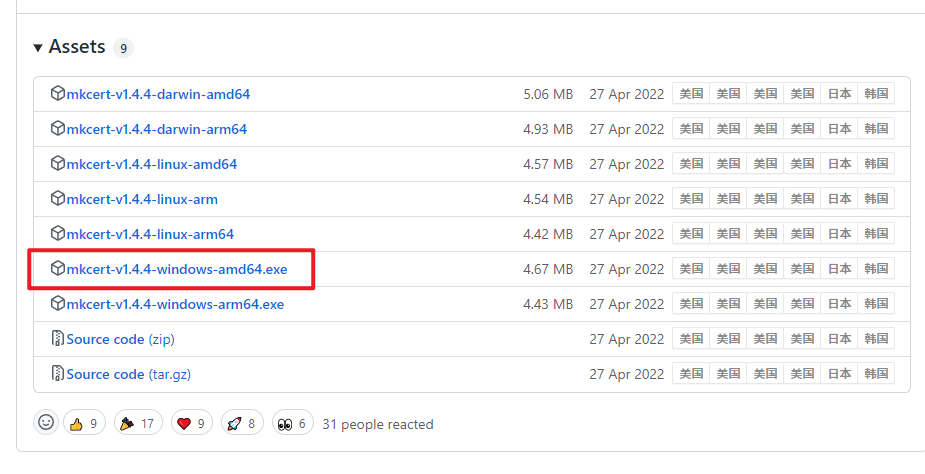 Assets 9
mkcert-v1.4.4-darwin-amd64 5.06 MB 27 Apr 2022 美国 美国 美国 美国 日本 韩国
mkcert-v1.4.4-darwin-arm64 4.93 MB 27 Apr 2022 美国 美国 美国 美国 日本 韩国
mkcert-v1.4.4-linux-amd64 4.57 MB 27 Apr 2022 美国 美国 美国 美国 日本 韩国
mkcert-v1.4.4-linux-arm 4.54 MB 27 Apr 2022 美国 美国 美国 美国 日本 韩国
mkcert-v1.4.4-linux-arm64 4.42 MB 27 Apr 2022 美国 美国 美国 美国 日本 韩国
mkcert-v1.4.4-windows-amd64.exe 4.67 MB 27 Apr 2022 美国 美国 美国 美国 日本 韩国
mkcert-v1.4.4-windows-arm64.exe 4.43 MB 27 Apr 2022 美国 美国 美国 美国 日本 韩国
Source code (zip) 27 Apr 2022 美国 美国 美国 美国 日本 韩国
Source code (tar.gz) 27 Apr 2022 美国 美国 美国 美国 日本 韩国
9 17 9 8 6 31 people reacted